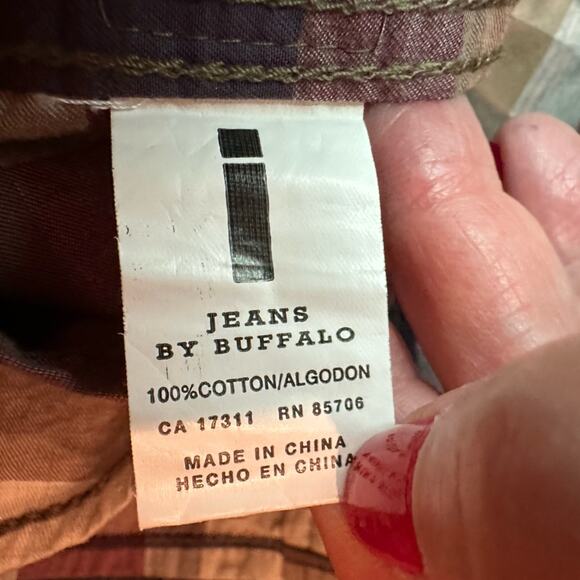 i
JEANS
BY BUFFALO
100%COTTON/ALGODON
CA 17311 RN 85706
MADE IN CHINA
HECHO EN CHINA